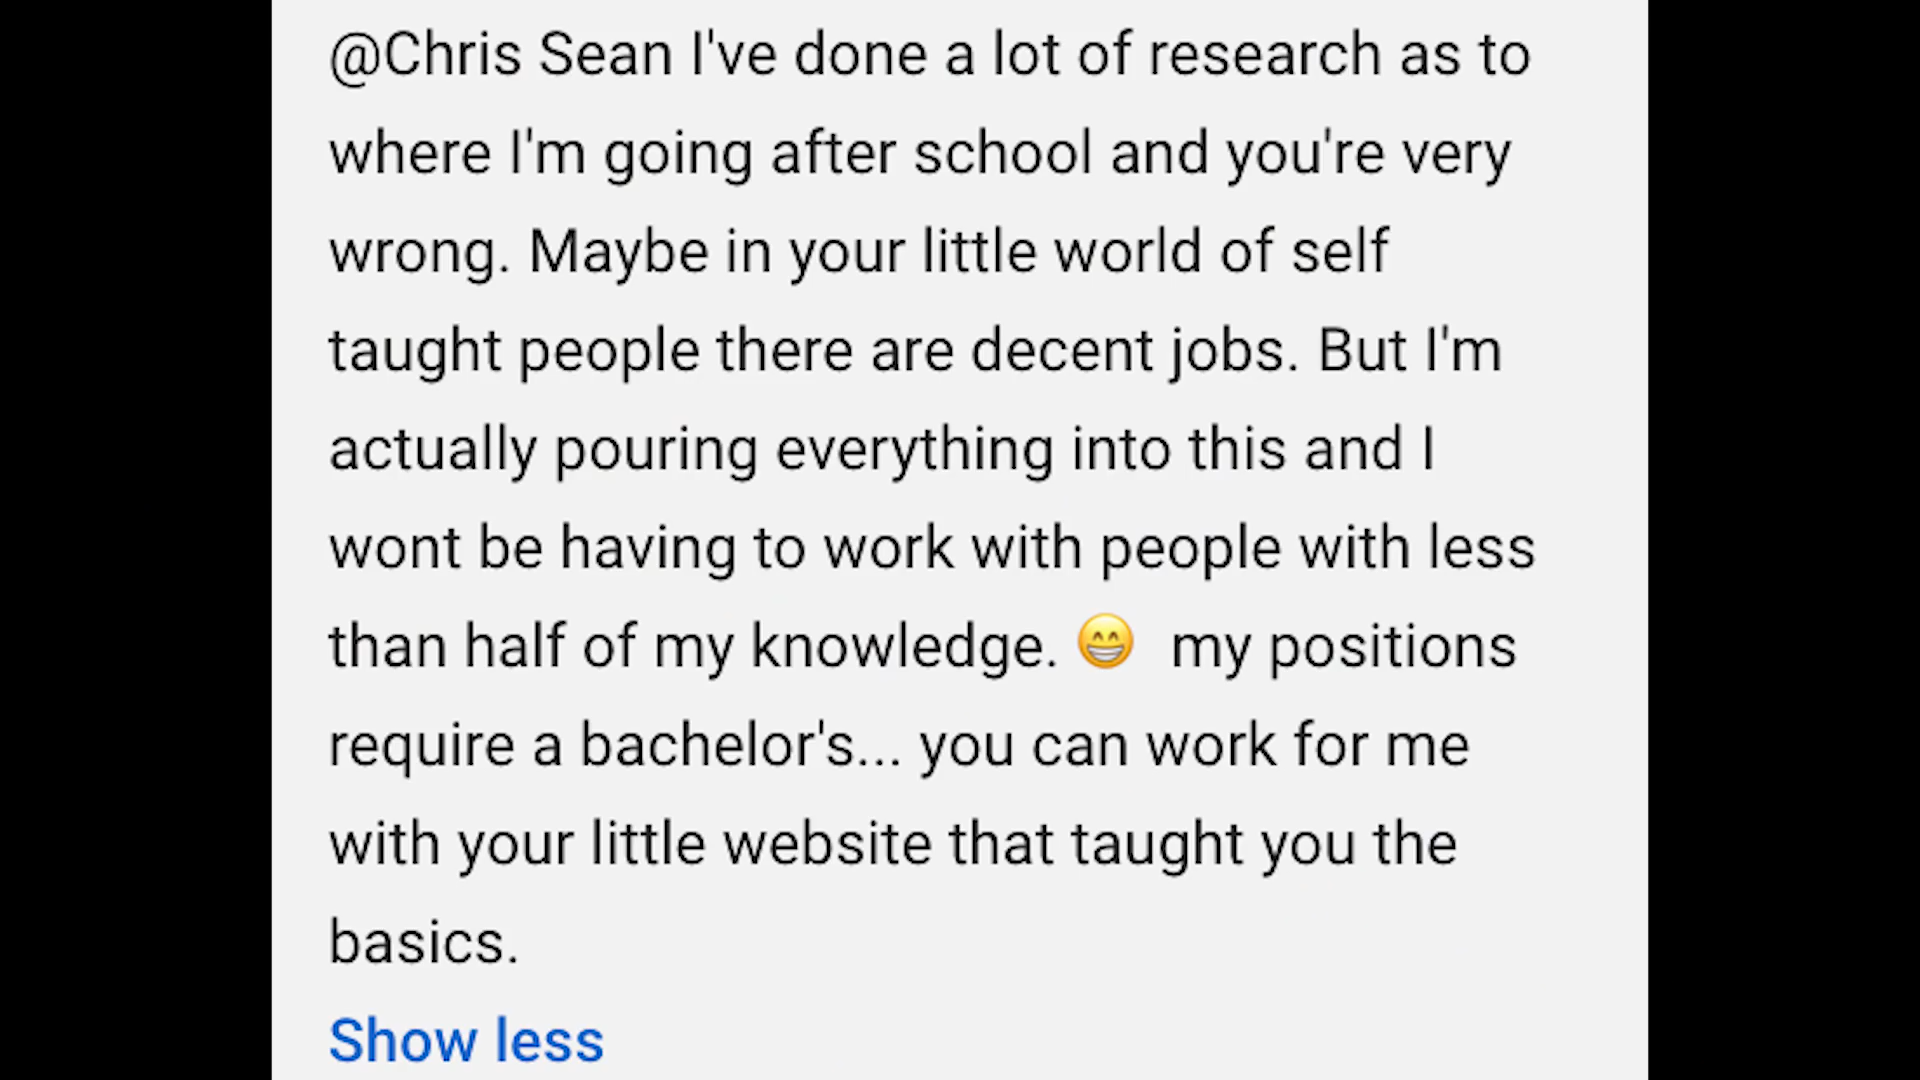 @Chris Sean I've done a lot of research as to
where I'm going after school and you're very
wrong. Maybe in your little world of self
taught people there are decent jobs. But I'm
actually pouring everything into this and I
wont be having to work with people with less
than half of my knowledge. 😁 my positions
require a bachelor's... you can work for me
with your little website that taught you the
basics.
Show less